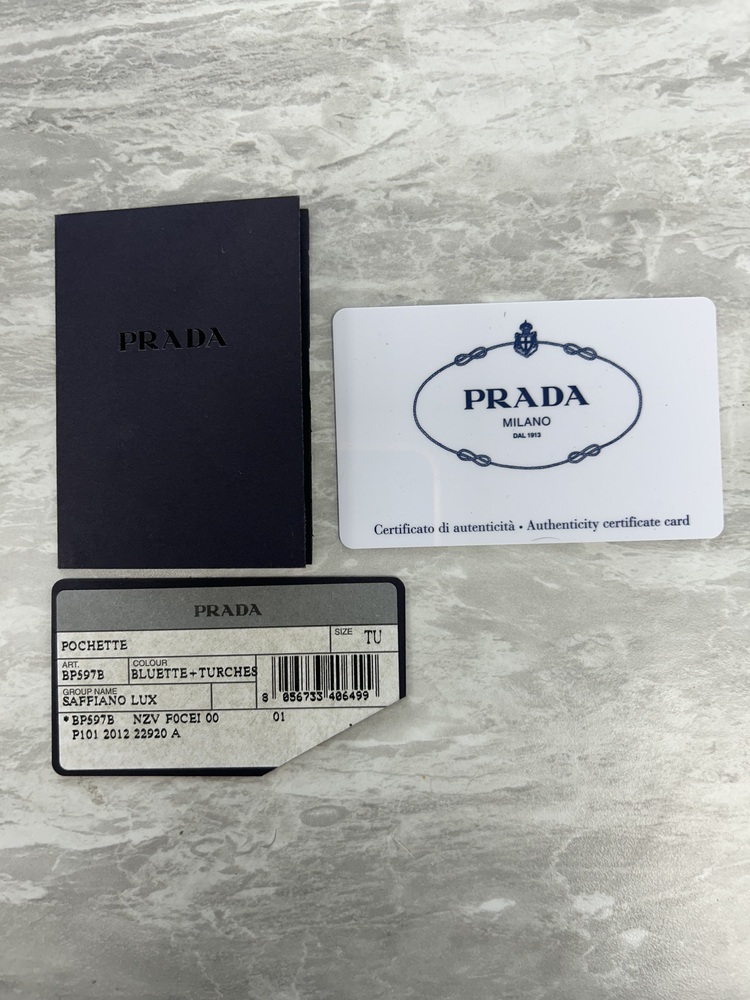 PRADA
PRADA
MILANO
DAL 1913
Certificato di autenticità • Authenticity certificate card
PRADA
POCHETTE
SIZE TU
ART. BP597B
COLOUR BLUETTE+TURCHES
GROUP NAME SAFFIANO LUX
8 056733 406499
*BP597B NZV F0CEI 00 01
P101 2012 22920 A